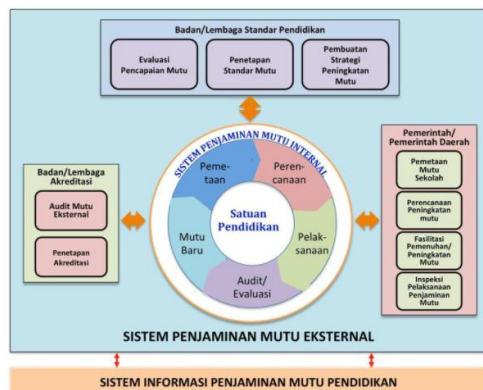 Badan/Lembaga Standar Pendidikan
Evaluasi
Pencapaian Mutu
Penetapan
Standar Mutu
Pembuatan
Strategi
Peningkatan
Mutu
SISTEM PENJAMINAN MUTU INTERNAL
Peme-
taan
Peren-
canaan
Pelak-
sanaan
Audit/
Evaluasi
Mutu
Baru
Satuan
Pendidikan
Badan/Lembaga
Akreditasi
Audit Mutu
Eksternal
Penetapan
Akreditasi
Pemerintah/
Pemerintah Daerah
Pemetaan
Mutu
Sekolah
Perencanaan
Peningkatan
mutu
Fasilitasi
Pemenuhan/
Peningkatan
Mutu
Inspeksi
Pelaksanaan
Penjaminan
Mutu
SISTEM PENJAMINAN MUTU EKSTERNAL
SISTEM INFORMASI PENJAMINAN MUTU PENDIDIKAN